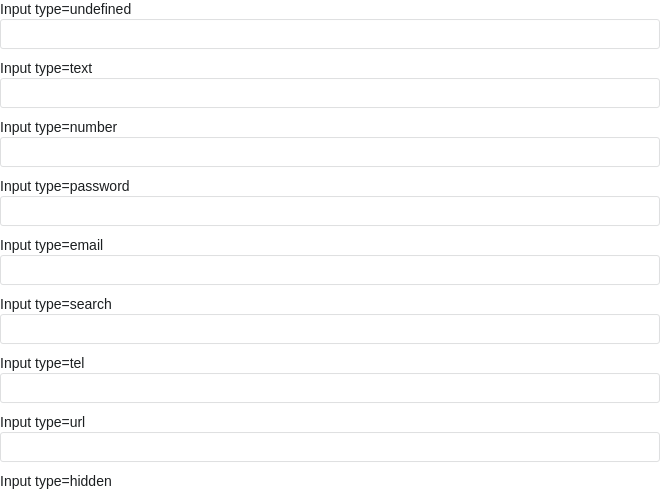 Input type=undefined
Input type=text
Input type=number
Input type=password
Input type=email
Input type=search
Input type=tel
Input type=url
Input type=hidden